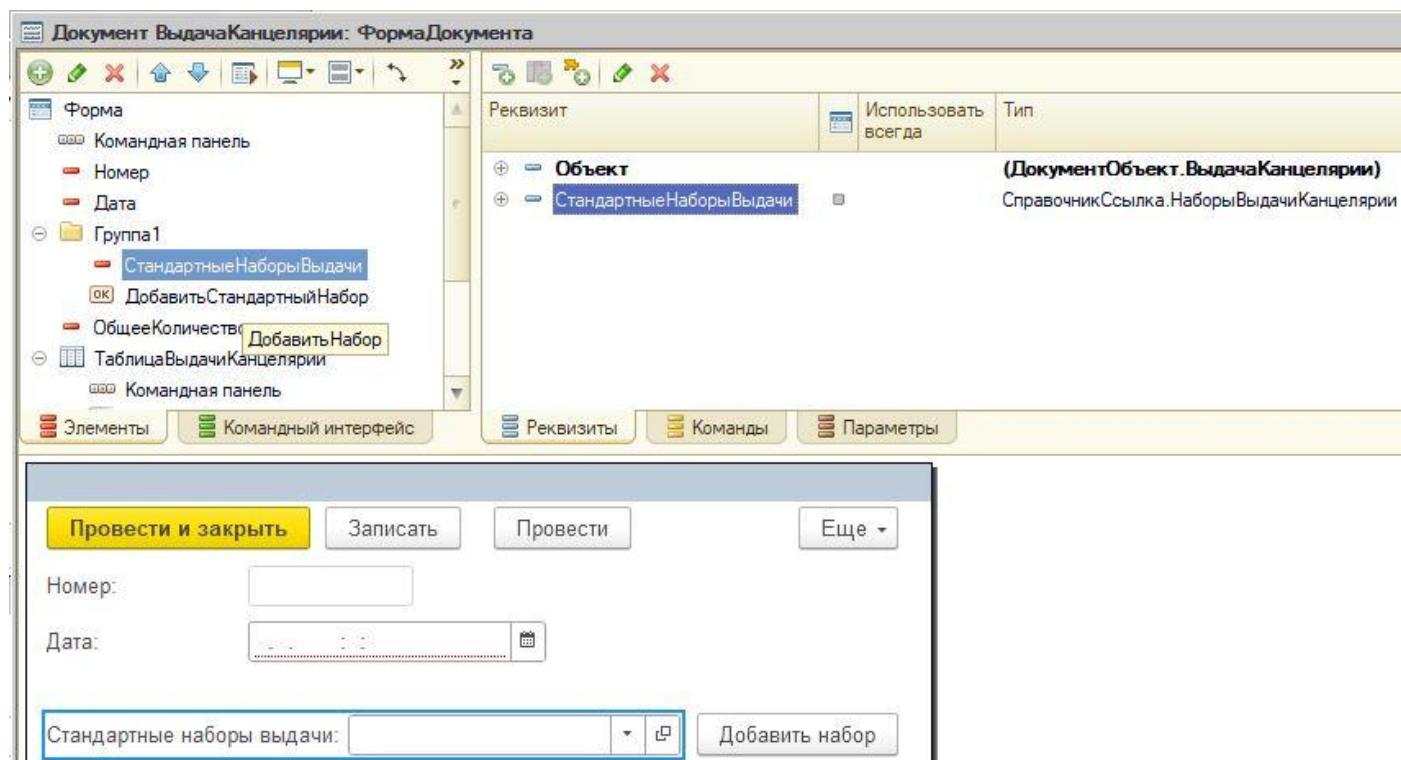 Документ ВыдачаКанцелярии: ФормаДокумента
Форма
Командная панель
Номер
Дата
Группа1
СтандартныеНаборыВыдачи
OK ДобавитьСтандартныйНабор
ОбщееКоличество
ДобавитьНабор
ТаблицаВыдачиКанцелярии
Командная панель
Элементы Командный интерфейс
Реквизит Использовать всегда Тип
Объект (ДокументОбъект.ВыдачаКанцелярии)
СтандартныеНаборыВыдачи СправочникСсылка.НаборыВыдачиКанцелярии
Реквизиты Команды Параметры
Провести и закрыть Записать Провести Еще
Номер:
Дата: . . : :
Стандартные наборы выдачи: Добавить набор